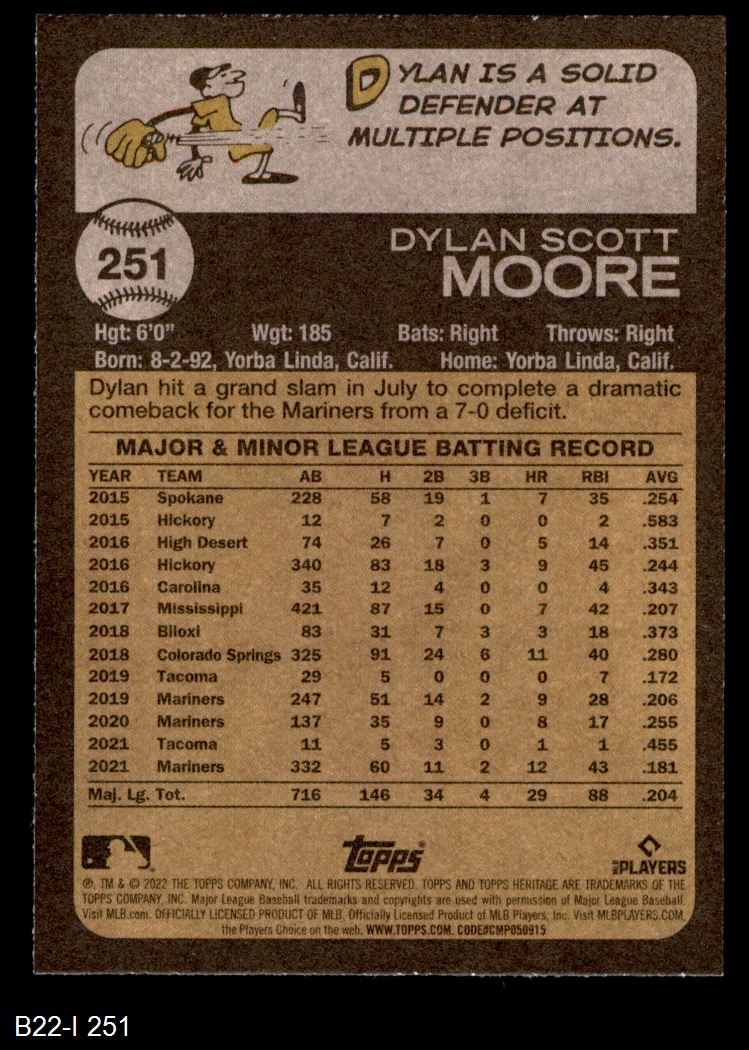 DYLAN IS A SOLID
DEFENDER AT
MULTIPLE POSITIONS.
251
DYLAN SCOTT
MOORE
Hgt: 6'0" Wgt: 185 Bats: Right Throws: Right
Born: 8-2-92, Yorba Linda, Calif. Home: Yorba Linda, Calif.
Dylan hit a grand slam in July to complete a dramatic
comeback for the Mariners from a 7-0 deficit.
MAJOR & MINOR LEAGUE BATTING RECORD
YEAR TEAM AB H 2B 3B HR RBI AVG
2015 Spokane 228 58 19 1 7 35 .254
2015 Hickory 12 7 2 0 0 2 .583
2016 High Desert 74 26 7 0 5 14 .351
2016 Hickory 340 83 18 3 9 45 .244
2016 Carolina 35 12 4 0 0 4 .343
2017 Mississippi 421 87 15 0 7 42 .207
2018 Biloxi 83 31 7 3 3 18 .373
2018 Colorado Springs 325 91 24 6 11 40 .280
2019 Tacoma 29 5 0 0 0 7 .172
2019 Mariners 247 51 14 2 9 28 .206
2020 Mariners 137 35 9 0 8 17 .255
2021 Tacoma 11 5 3 0 1 1 .455
2021 Mariners 332 60 11 2 12 43 .181
Maj. Lg. Tot. 716 146 34 4 29 88 .204
Topps
MLB PLAYERS
℗, TM & © 2022 THE TOPPS COMPANY, INC. ALL RIGHTS RESERVED. TOPPS AND TOPPS HERITAGE ARE TRADEMARKS OF THE
TOPPS COMPANY, INC. Major League Baseball trademarks and copyrights are used with permission of Major League Baseball.
Visit MLB.com. OFFICIALLY LICENSED PRODUCT OF MLB. Officially Licensed Product of MLB Players, Inc. Visit MLBPLAYERS.COM,
the Players Choice on the web. WWW.TOPPS.COM. CODE#CMP050915
B22-I 251